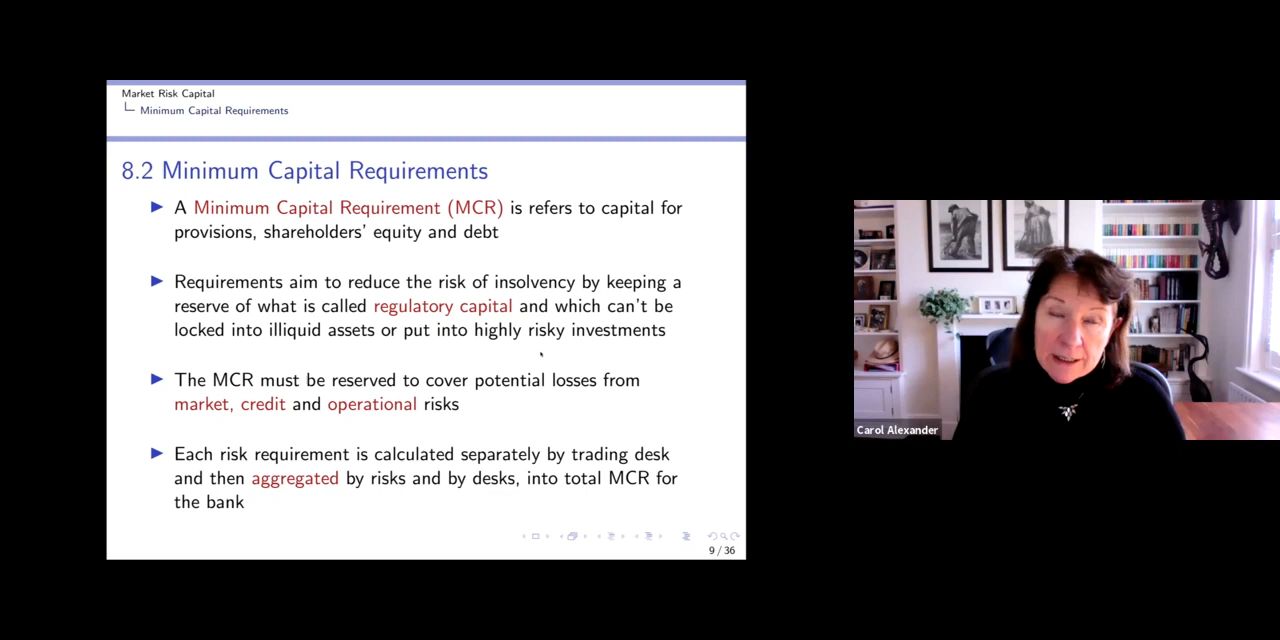 Market Risk Capital
Minimum Capital Requirements
8.2 Minimum Capital Requirements
A Minimum Capital Requirement (MCR) is refers to capital for
provisions, shareholders' equity and debt
Requirements aim to reduce the risk of insolvency by keeping a
reserve of what is called regulatory capital and which can't be
locked into illiquid assets or put into highly risky investments
The MCR must be reserved to cover potential losses from
market, credit and operational risks
Each risk requirement is calculated separately by trading desk
and then aggregated by risks and by desks, into total MCR for
the bank
9 / 36
Carol Alexander